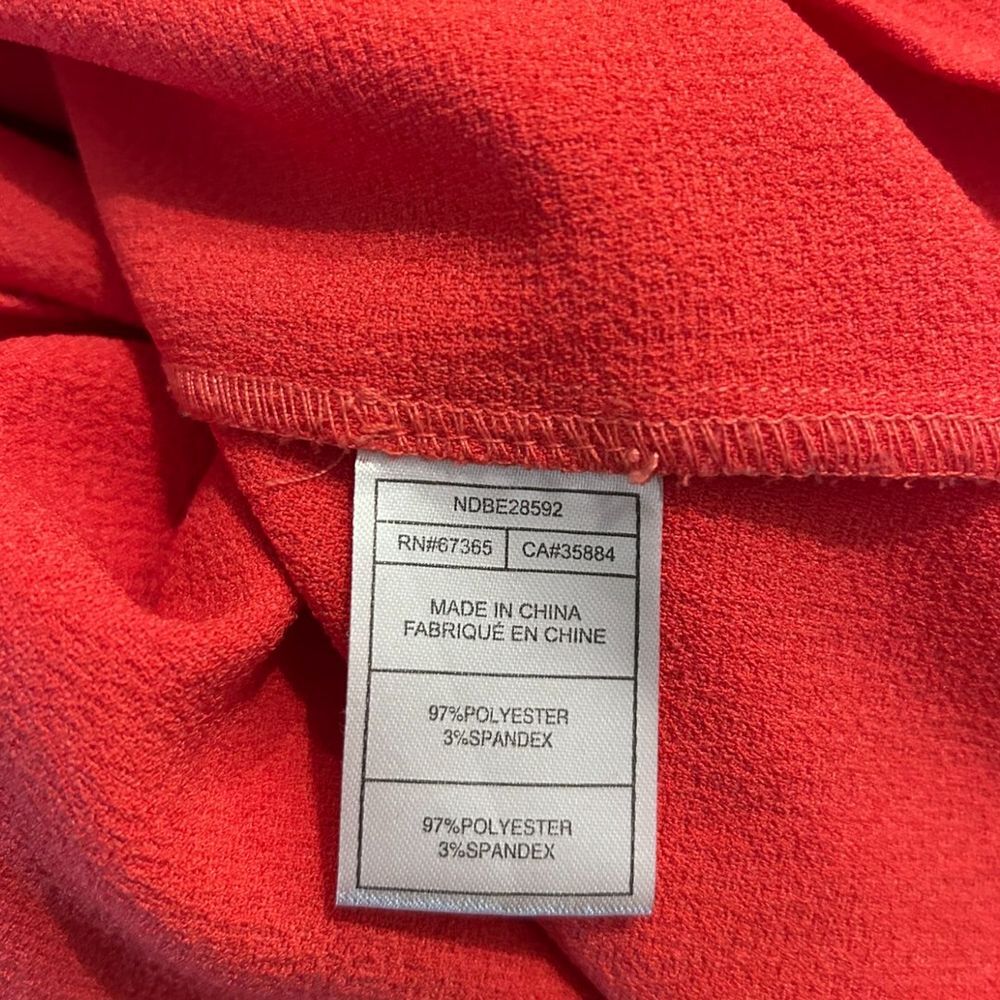 NDBE28592
RN#67365 CA#35884
MADE IN CHINA
FABRIQUÉ EN CHINE
97%POLYESTER
3%SPANDEX
97%POLYESTER
3%SPANDEX